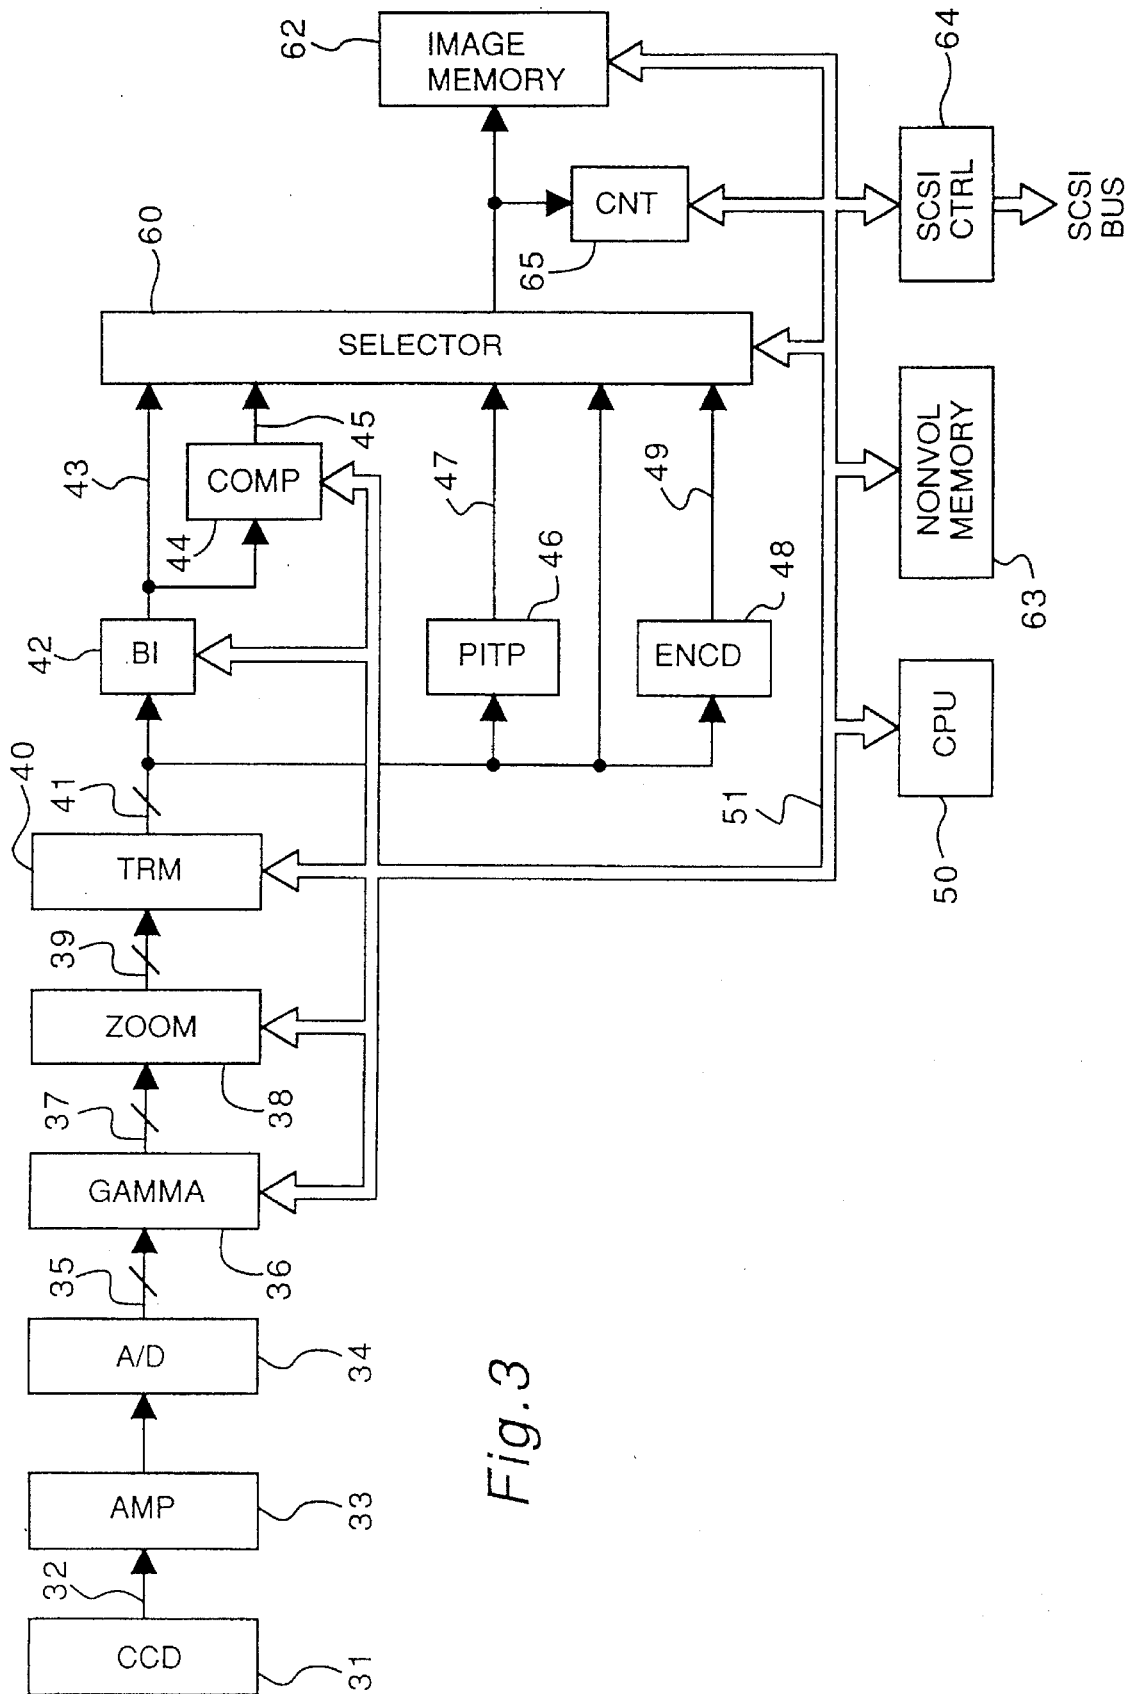 62
IMAGE
MEMORY
64
60
CNT
65
SCSI
CTRL
SCSI
BUS
SELECTOR
43
45
COMP
44
47
49
NONVOL
MEMORY
63
42
BI
PITP
46
ENCD
48
40
41
TRM
51
CPU
50
39
ZOOM
38
37
GAMMA
36
35
A/D
34
AMP
33
32
CCD
31
Fig.3